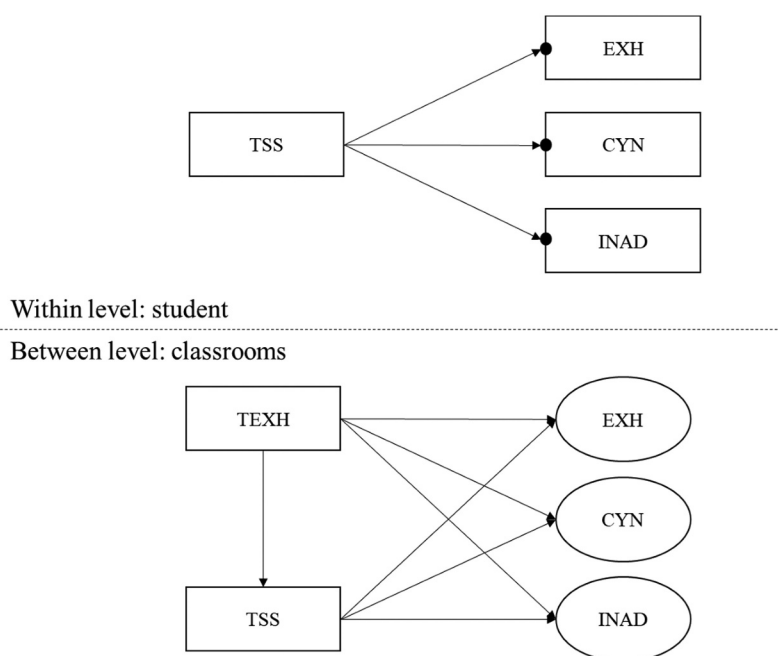 EXH
TSS
CYN
INAD
Within level: student
Between level: classrooms
TEXH
EXH
CYN
TSS
INAD